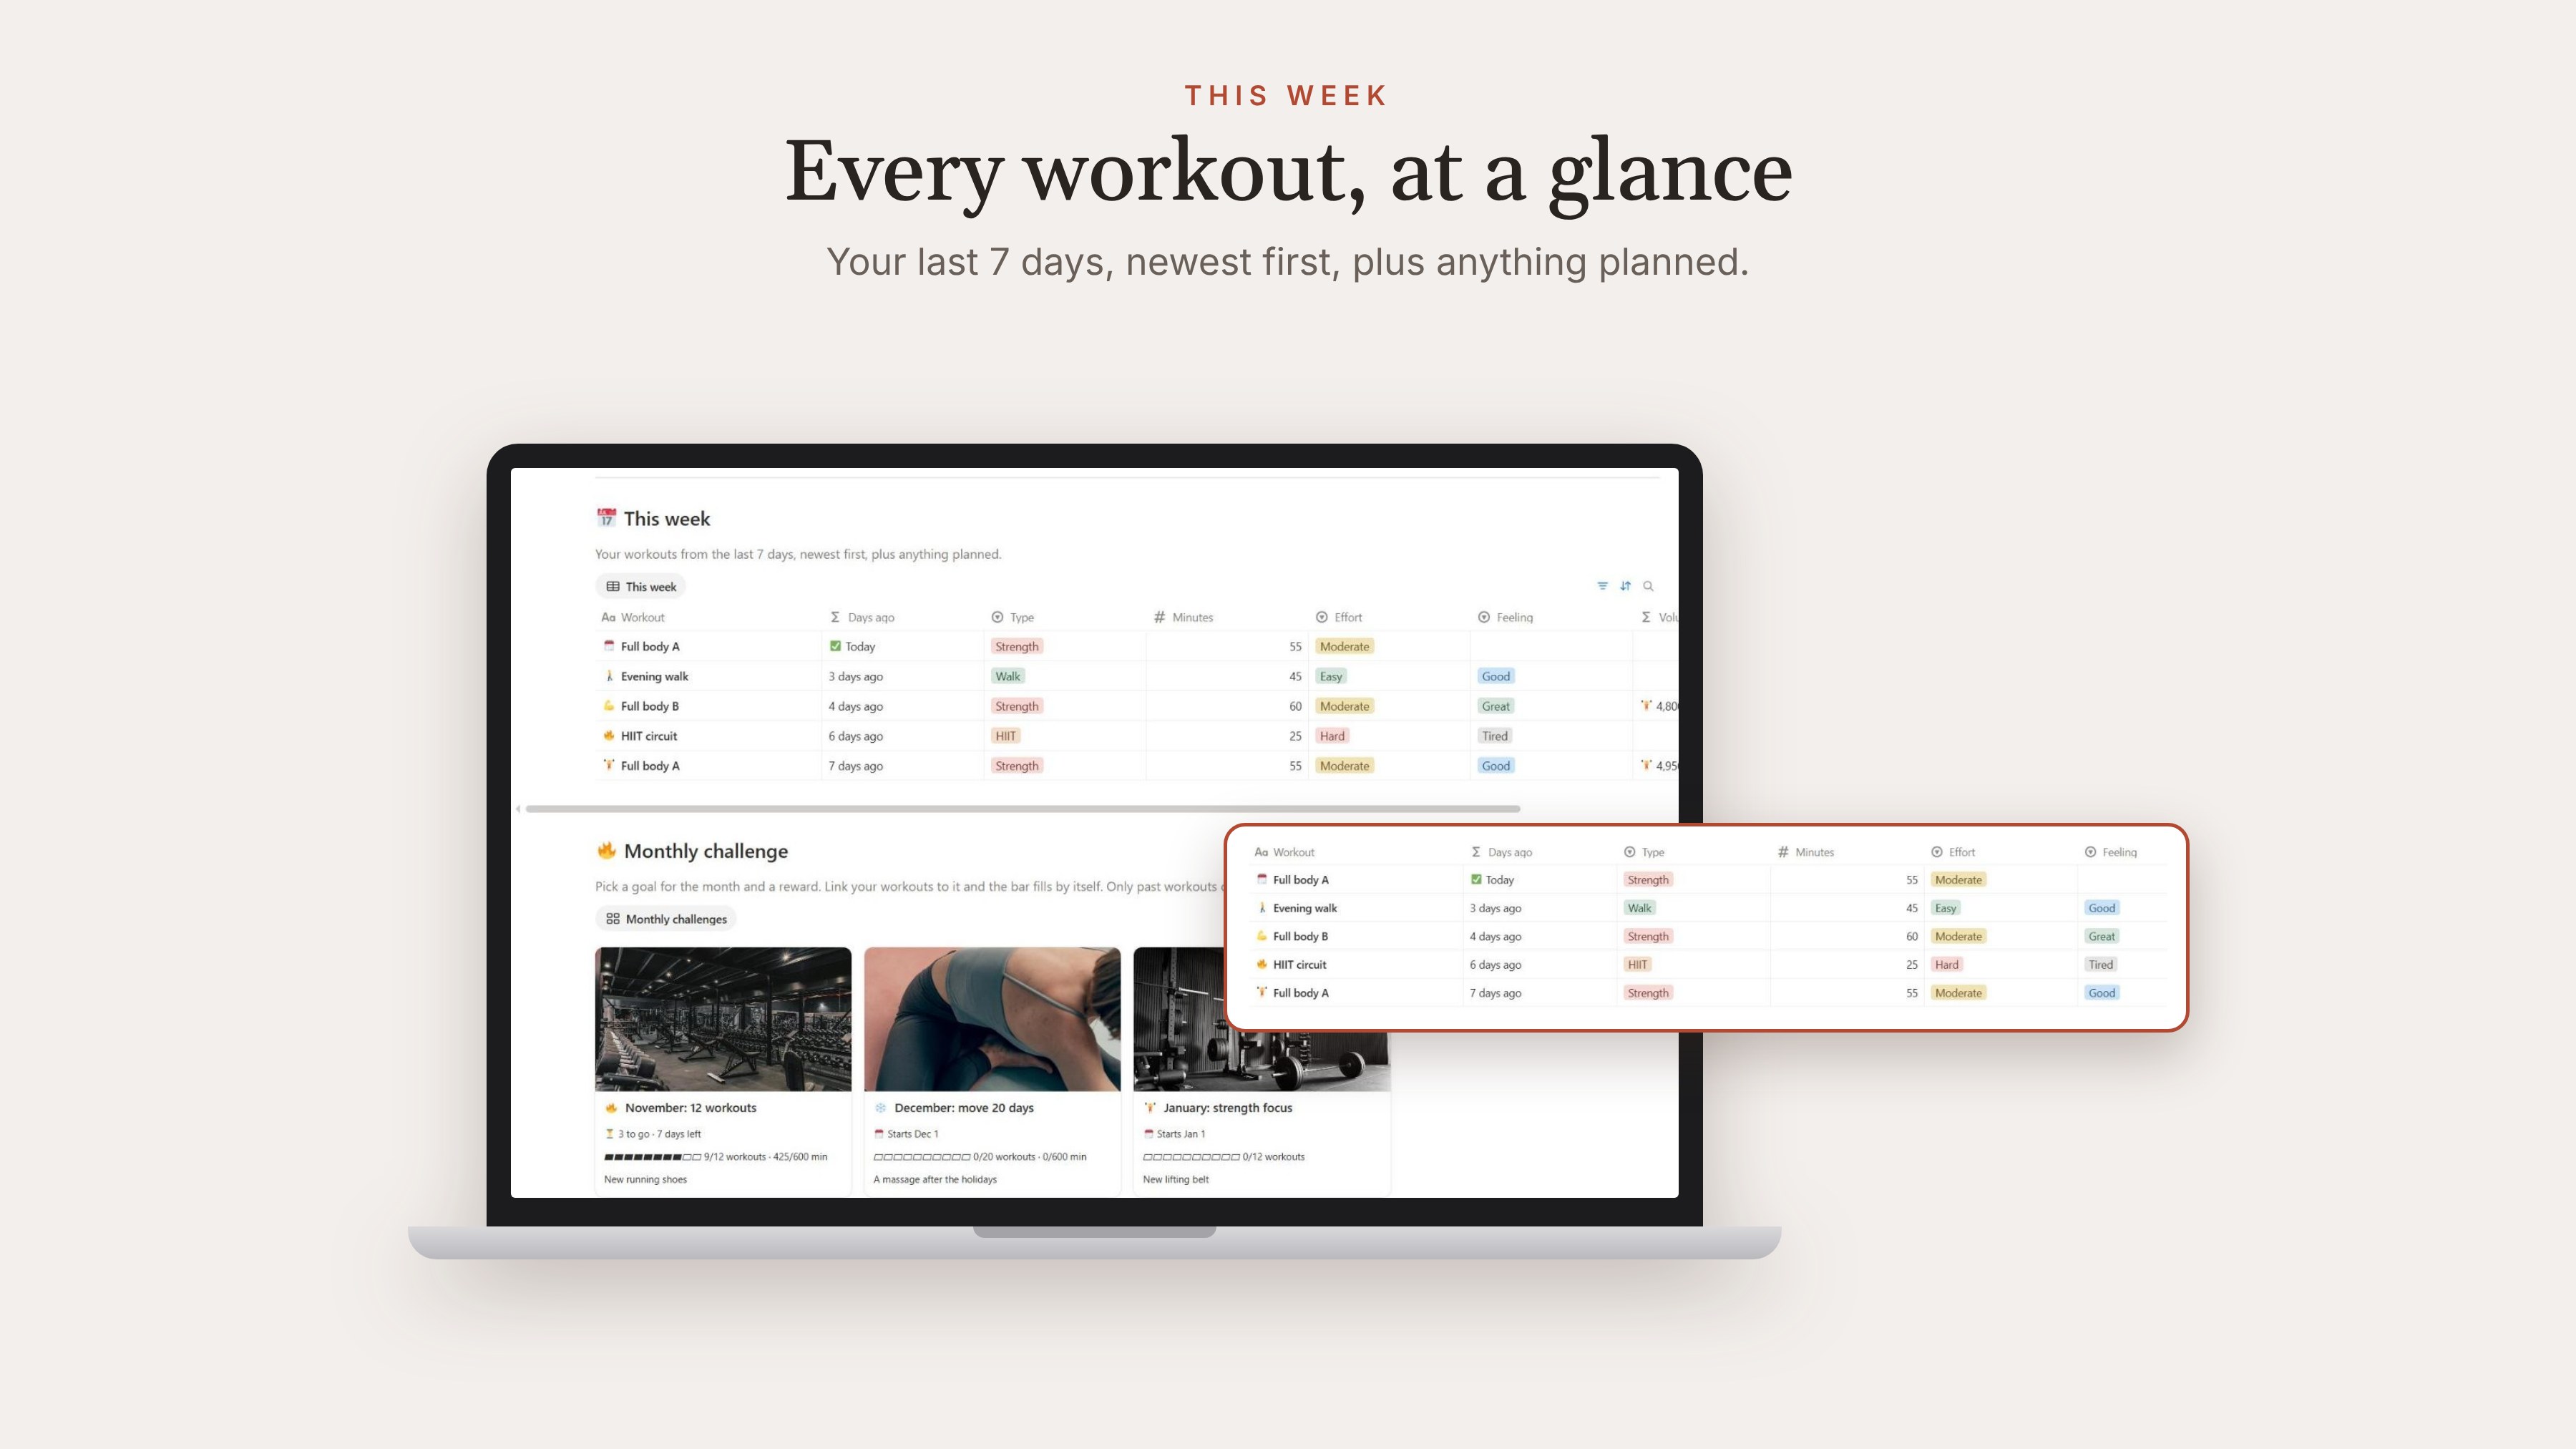 THIS WEEK
Every workout, at a glance
Your last 7 days, newest first, plus anything planned.
17 This week
Your workouts from the last 7 days, newest first, plus anything planned.
This week
Aa Workout Σ Days ago Type # Minutes Effort Feeling Σ
Full body A Today Strength 55 Moderate
Evening walk 3 days ago Walk 45 Easy Good
Full body B 4 days ago Strength 60 Moderate Great
HIIT circuit 6 days ago HIIT 25 Hard Tired
Full body A 7 days ago Strength 55 Moderate Good
Monthly challenge
Pick a goal for the month and a reward. Link your workouts to it and the bar fills by itself. Only past workouts
Monthly challenges
November: 12 workouts
3 to go · 7 days left
9/12 workouts · 425/600 min
New running shoes
December: move 20 days
Starts Dec 1
0/20 workouts · 0/600 min
A massage after the holidays
January: strength focus
Starts Jan 1
0/12 workouts
New lifting belt
Aa Workout Σ Days ago Type # Minutes Effort Feeling
Full body A Today Strength 55 Moderate
Evening walk 3 days ago Walk 45 Easy Good
Full body B 4 days ago Strength 60 Moderate Great
HIIT circuit 6 days ago HIIT 25 Hard Tired
Full body A 7 days ago Strength 55 Moderate Good